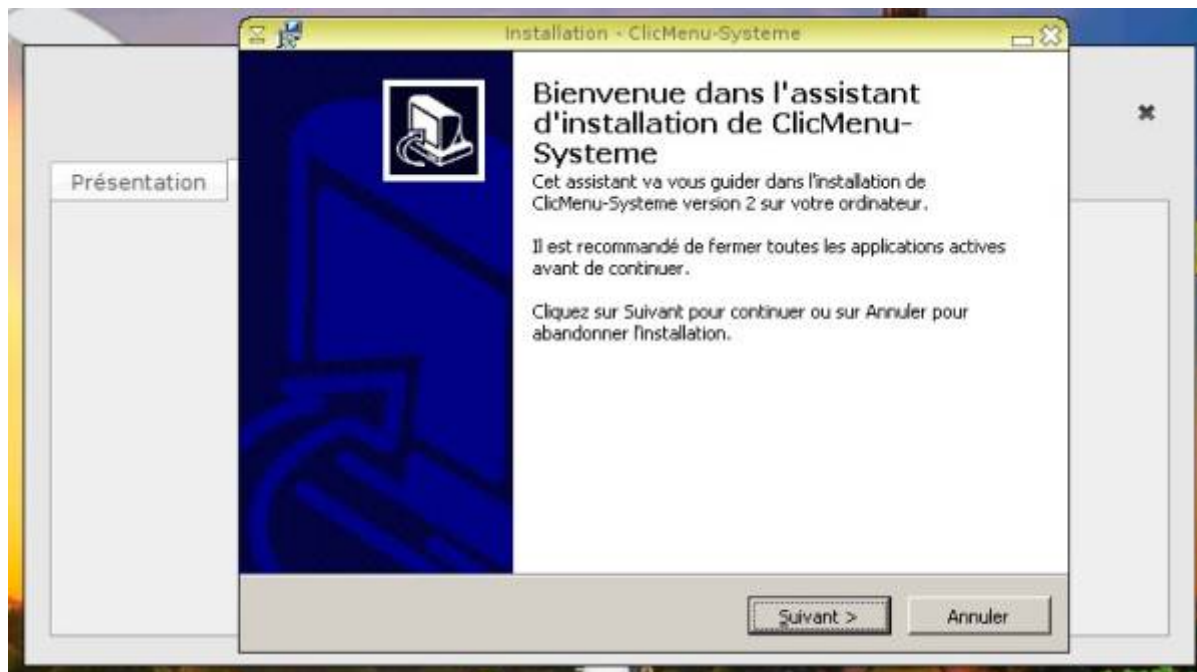 Installation - ClicMenu-Systeme
Bienvenue dans l'assistant
d'installation de ClicMenu-
Systeme
Présentation
Cet assistant va vous guider dans l'installation de
ClicMenu-Systeme version 2 sur votre ordinateur.
Il est recommandé de fermer toutes les applications actives
avant de continuer.
Cliquez sur Suivant pour continuer ou sur Annuler pour
abandonner l'installation.
Suivant >
Annuler